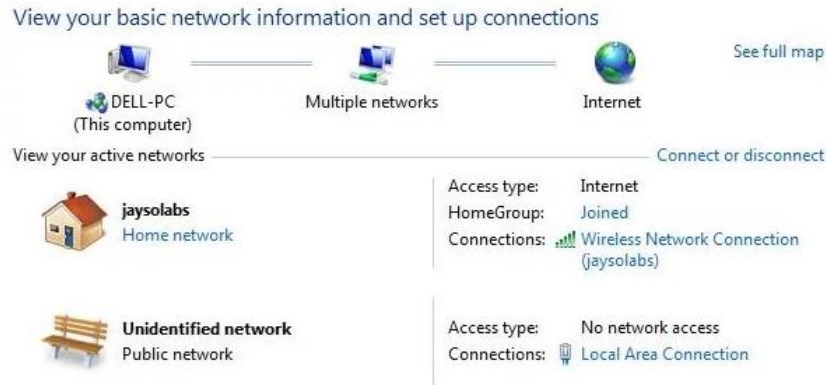 View your basic network information and set up connections
See full map
DELL-PC
(This computer)
Multiple networks
Internet
View your active networks
Connect or disconnect
jaysolabs
Home network
Access type: Internet
HomeGroup: Joined
Connections: Wireless Network Connection
(jaysolabs)
Unidentified network
Public network
Access type: No network access
Connections: Local Area Connection